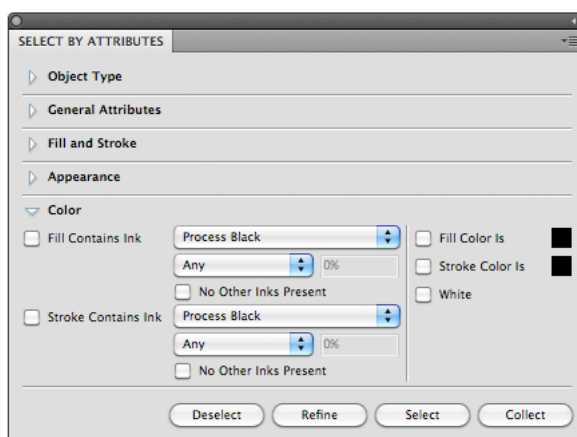 SELECT BY ATTRIBUTES
Object Type
General Attributes
Fill and Stroke
Appearance
Color
Fill Contains Ink
Process Black
Fill Color Is
Any
0%
Stroke Color Is
No Other Inks Present
White
Stroke Contains Ink
Process Black
Any
0%
No Other Inks Present
Deselect
Refine
Select
Collect